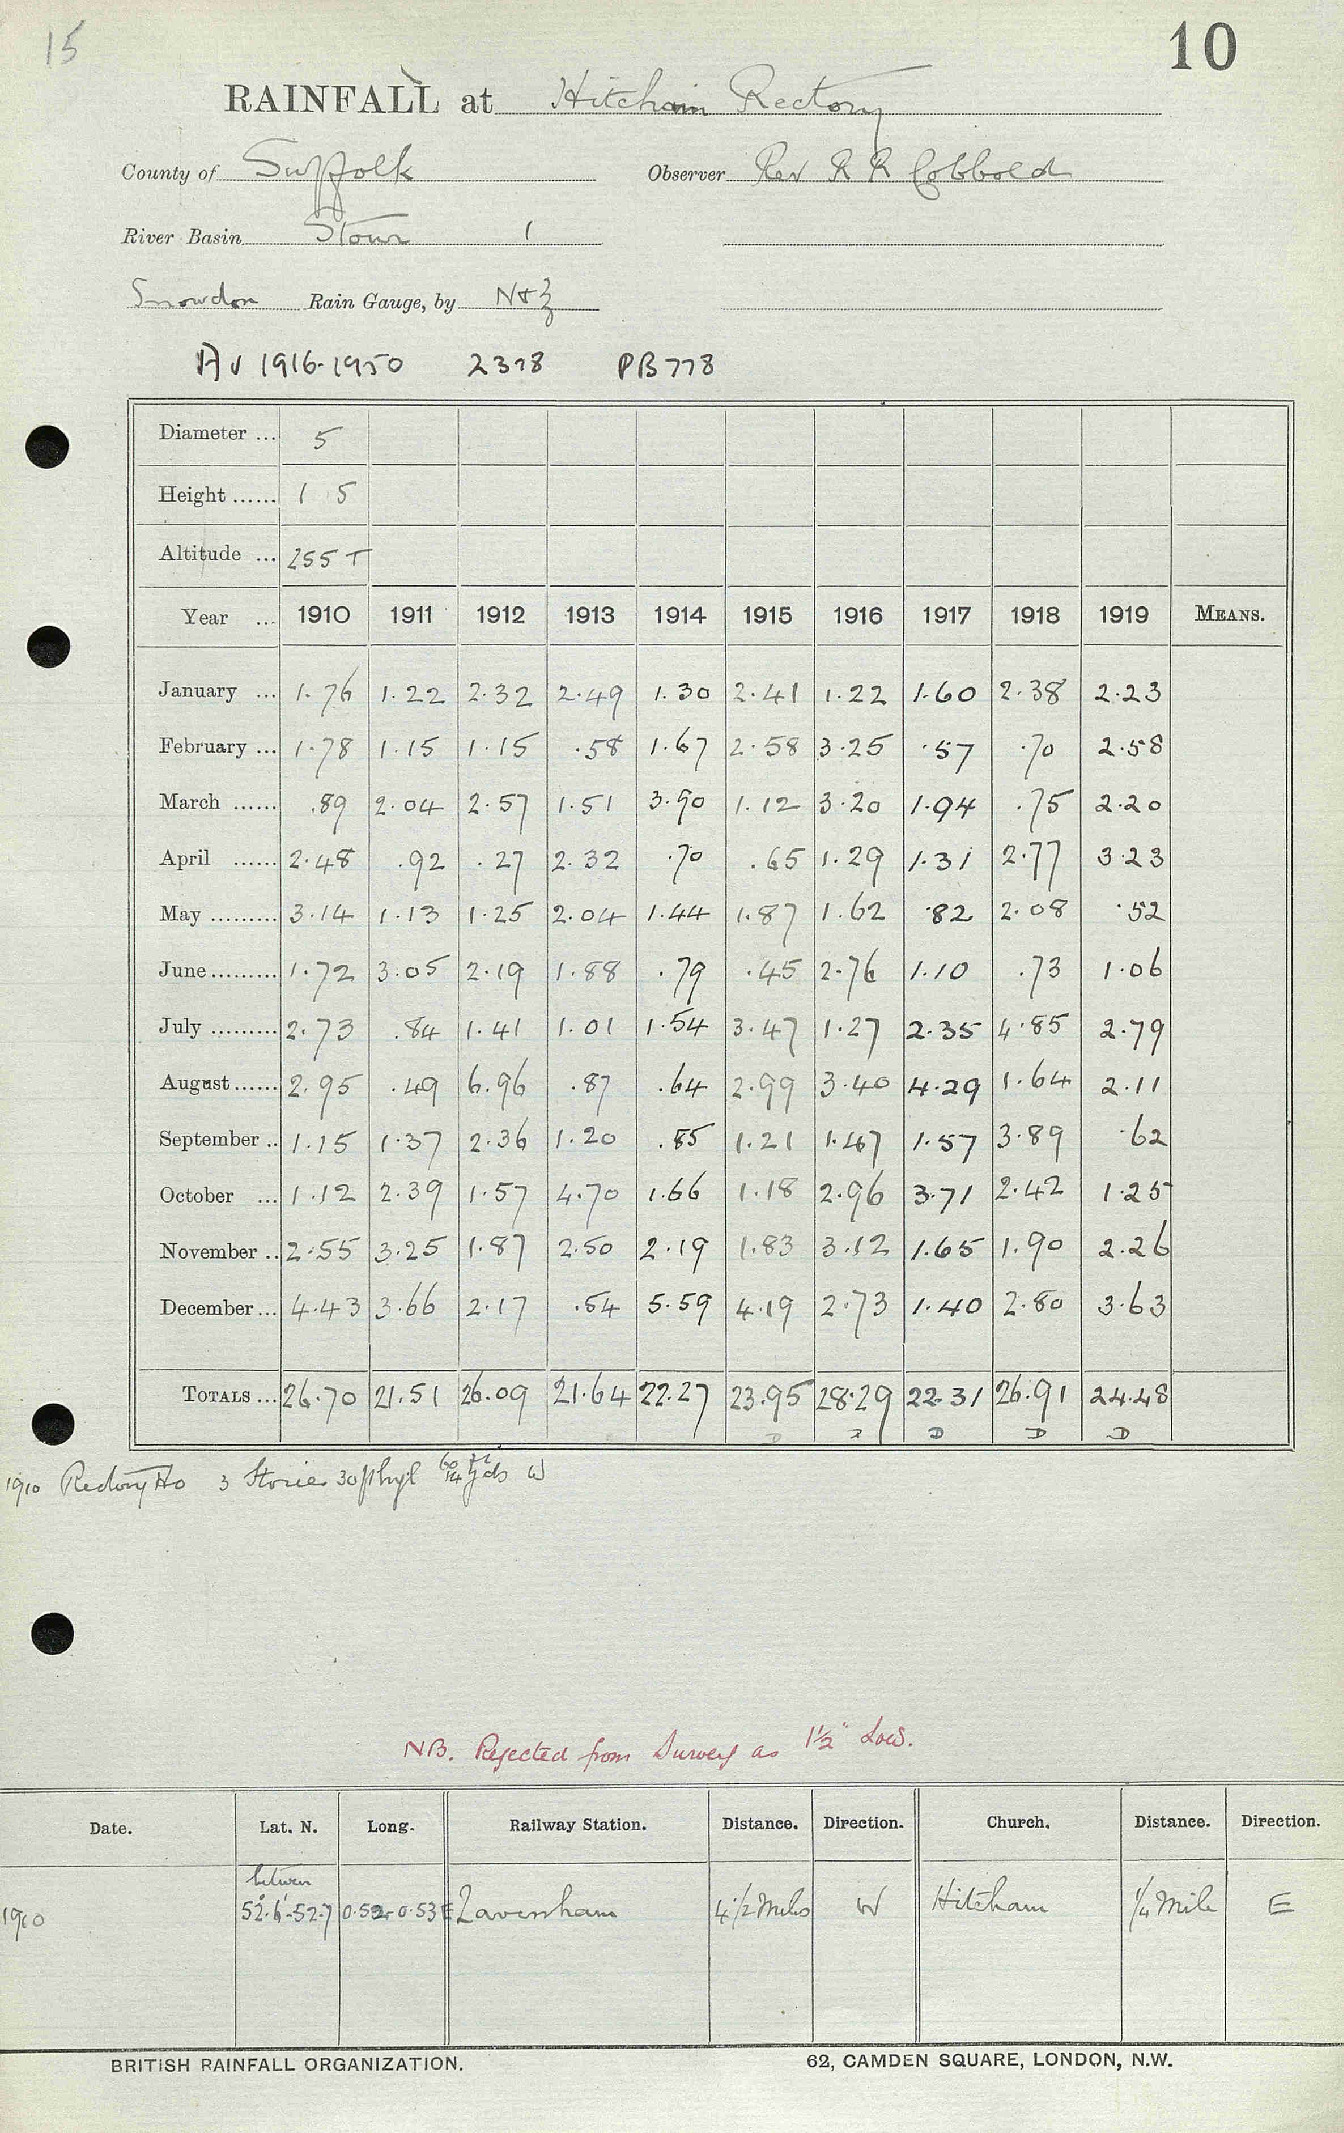 15
10
RAINFALL at Hitcham Rectory
County of Suffolk Observer Rev R R Cobbold
River Basin Stour 1
Snowdon Rain Gauge, by N & Z
Av 1916-1950 2378 PB778
Diameter ... 5
Height ...... 1 5
Altitude ... 255 T
Year ... 1910 1911 1912 1913 1914 1915 1916 1917 1918 1919 MEANS.
January ... 1.76 1.22 2.32 2.49 1.30 2.41 1.22 1.60 2.38 2.23
February ... 1.78 1.15 1.15 .58 1.67 2.58 3.25 .57 .70 2.58
March ...... .89 2.04 2.57 1.51 3.90 1.12 3.20 1.94 .75 2.20
April ...... 2.48 .92 .27 2.32 .70 .65 1.29 1.31 2.77 3.23
May ......... 3.14 1.13 1.25 2.04 1.44 1.87 1.62 .82 2.08 .52
June ......... 1.72 3.05 2.19 1.88 .79 .45 2.76 1.10 .73 1.06
July ......... 2.73 .84 1.41 1.01 1.54 3.47 1.27 2.35 4.85 2.79
August ...... 2.95 .49 6.96 .87 .64 2.99 3.40 4.29 1.64 2.11
September .. 1.15 1.37 2.36 1.20 .85 1.21 1.47 1.57 3.89 .62
October ... 1.12 2.39 1.57 4.70 1.66 1.18 2.96 3.71 2.42 1.25
November .. 2.55 3.25 1.87 2.50 2.19 1.83 3.12 1.65 1.90 2.26
December ... 4.43 3.66 2.17 .54 5.59 4.19 2.73 1.40 2.80 3.63
TOTALS ... 26.70 21.51 26.09 21.64 22.27 23.95 28.29 22.31 26.91 24.48
D D D D
1910 Rectory Ho 3 Stories 30 ft hgt yds W
NB. Rejected from Survey as 1½" Low.
Date. Lat. N. Long. Railway Station. Distance. Direction. Church. Distance. Direction.
between
1910 52°.6'-52.7 0.52-0.53E Lavenham 4½ Miles W Hitcham ¼ Mile E
BRITISH RAINFALL ORGANIZATION. 62, CAMDEN SQUARE, LONDON, N.W.